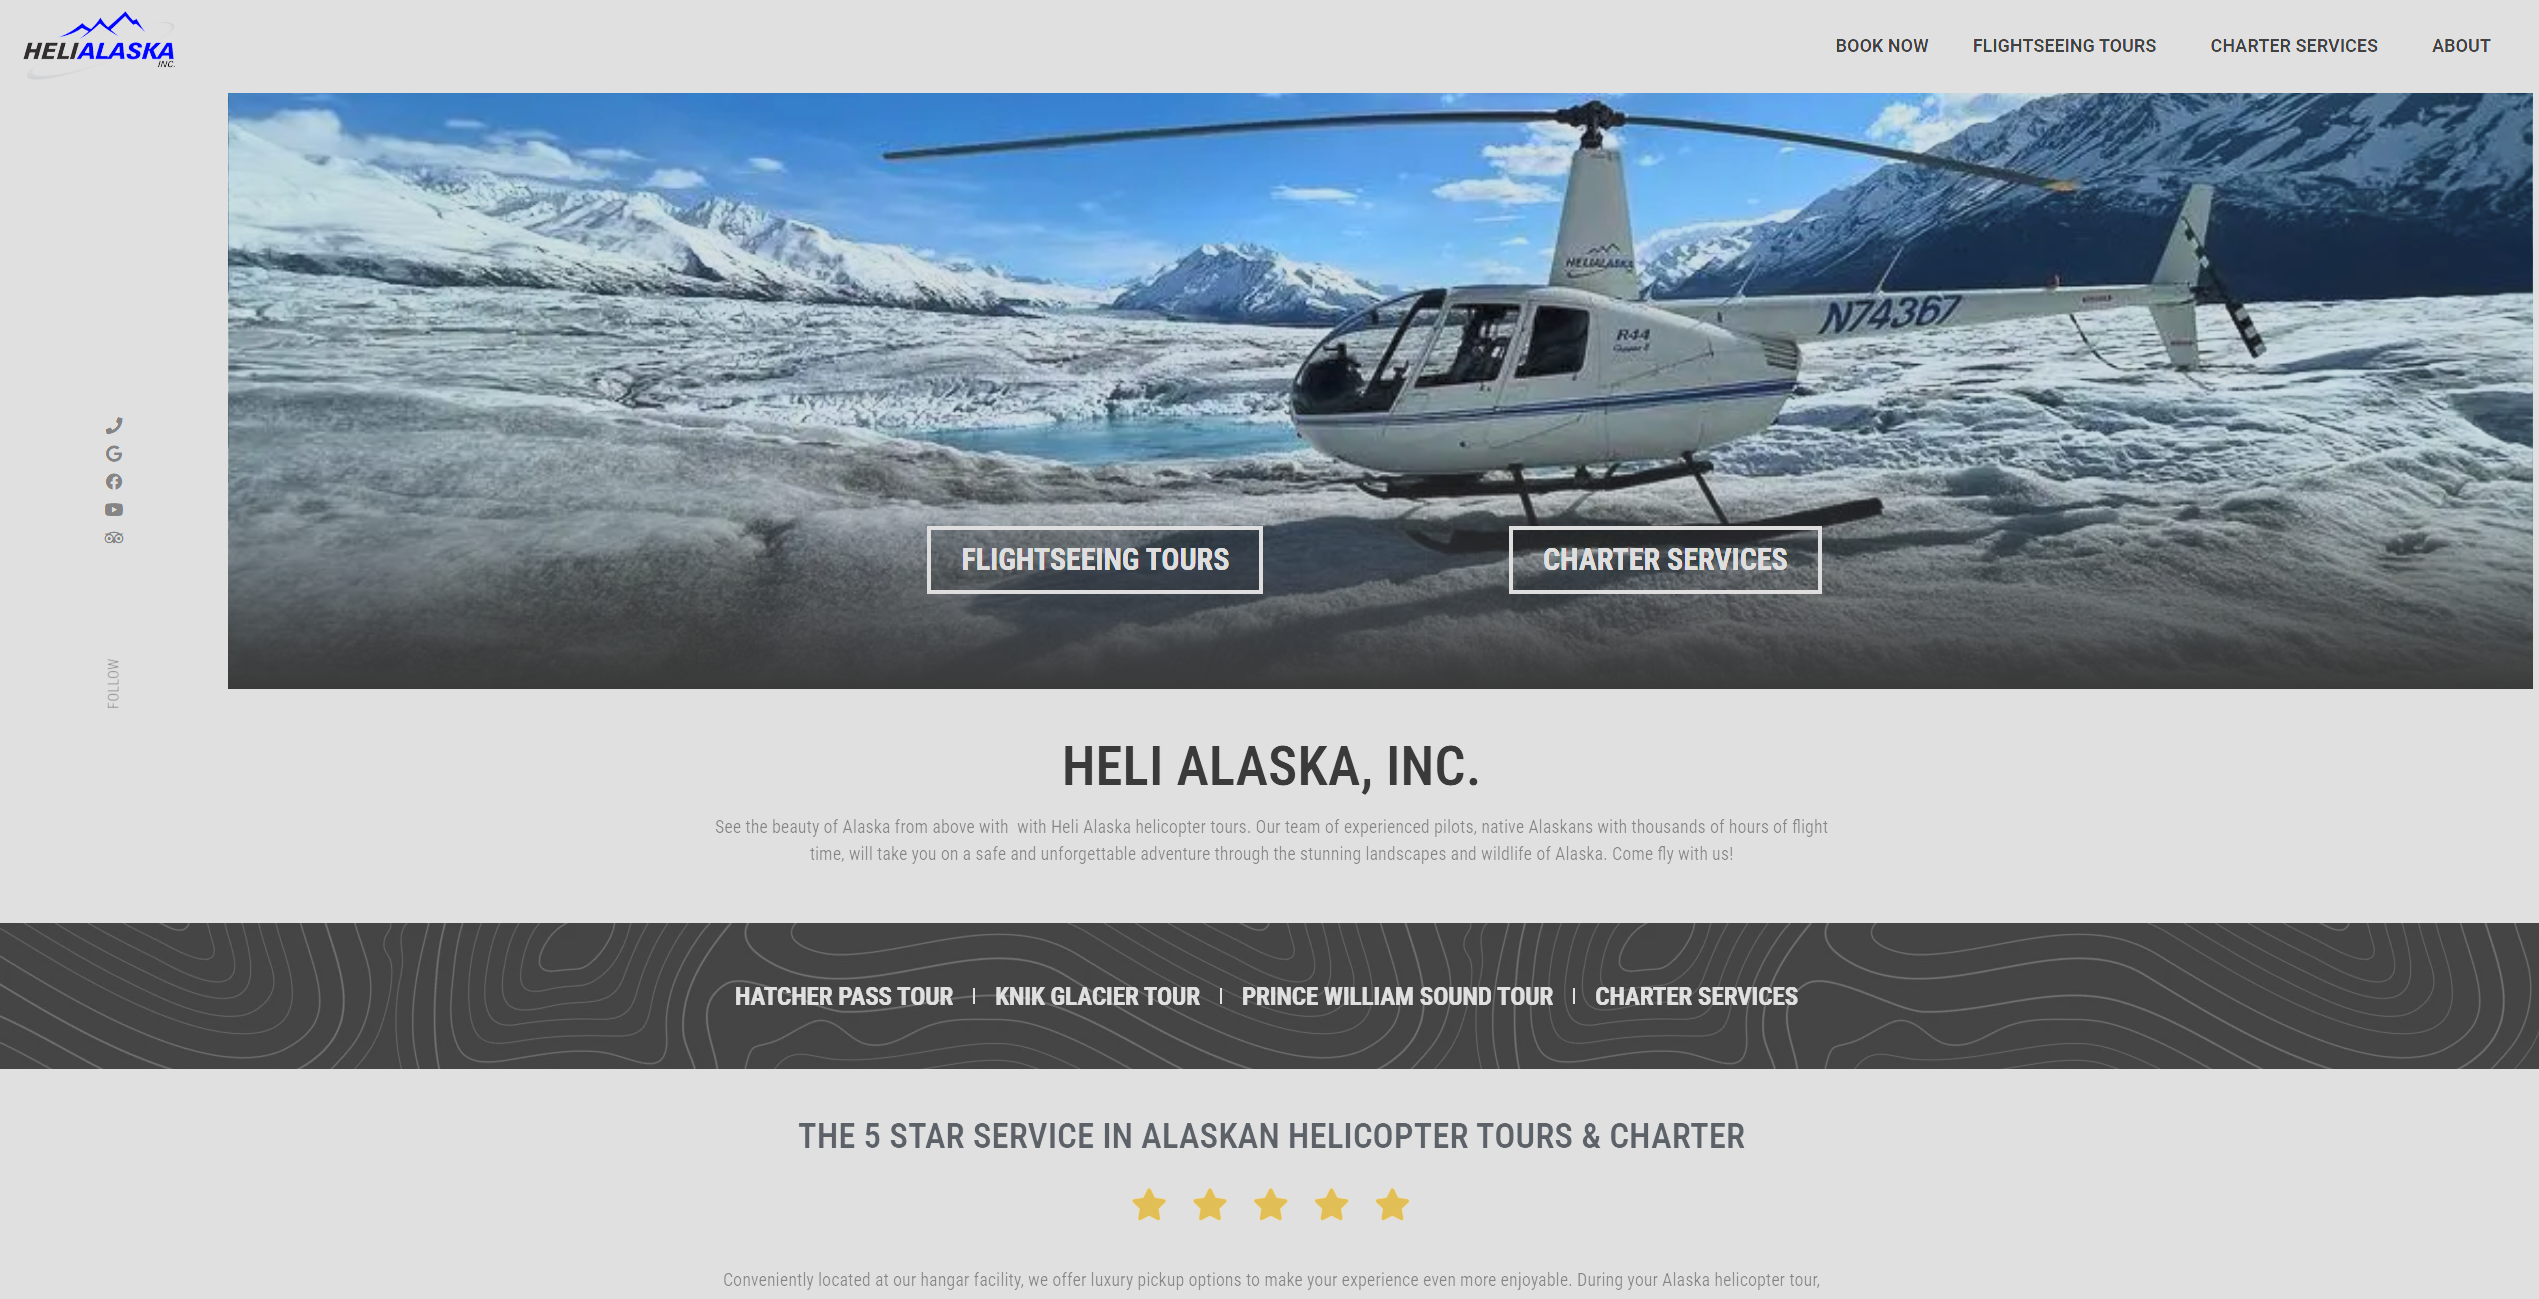 HELIALASKA
INC.
BOOK NOW
FLIGHTSEEING TOURS
CHARTER SERVICES
ABOUT
HELIALASKA
N74367
R44
FLIGHTSEEING TOURS
CHARTER SERVICES
FOLLOW
HELI ALASKA, INC.
See the beauty of Alaska from above with  with Heli Alaska helicopter tours. Our team of experienced pilots, native Alaskans with thousands of hours of flight
time, will take you on a safe and unforgettable adventure through the stunning landscapes and wildlife of Alaska. Come fly with us!
HATCHER PASS TOUR
KNIK GLACIER TOUR
PRINCE WILLIAM SOUND TOUR
CHARTER SERVICES
THE 5 STAR SERVICE IN ALASKAN HELICOPTER TOURS & CHARTER
Conveniently located at our hangar facility, we offer luxury pickup options to make your experience even more enjoyable. During your Alaska helicopter tour,